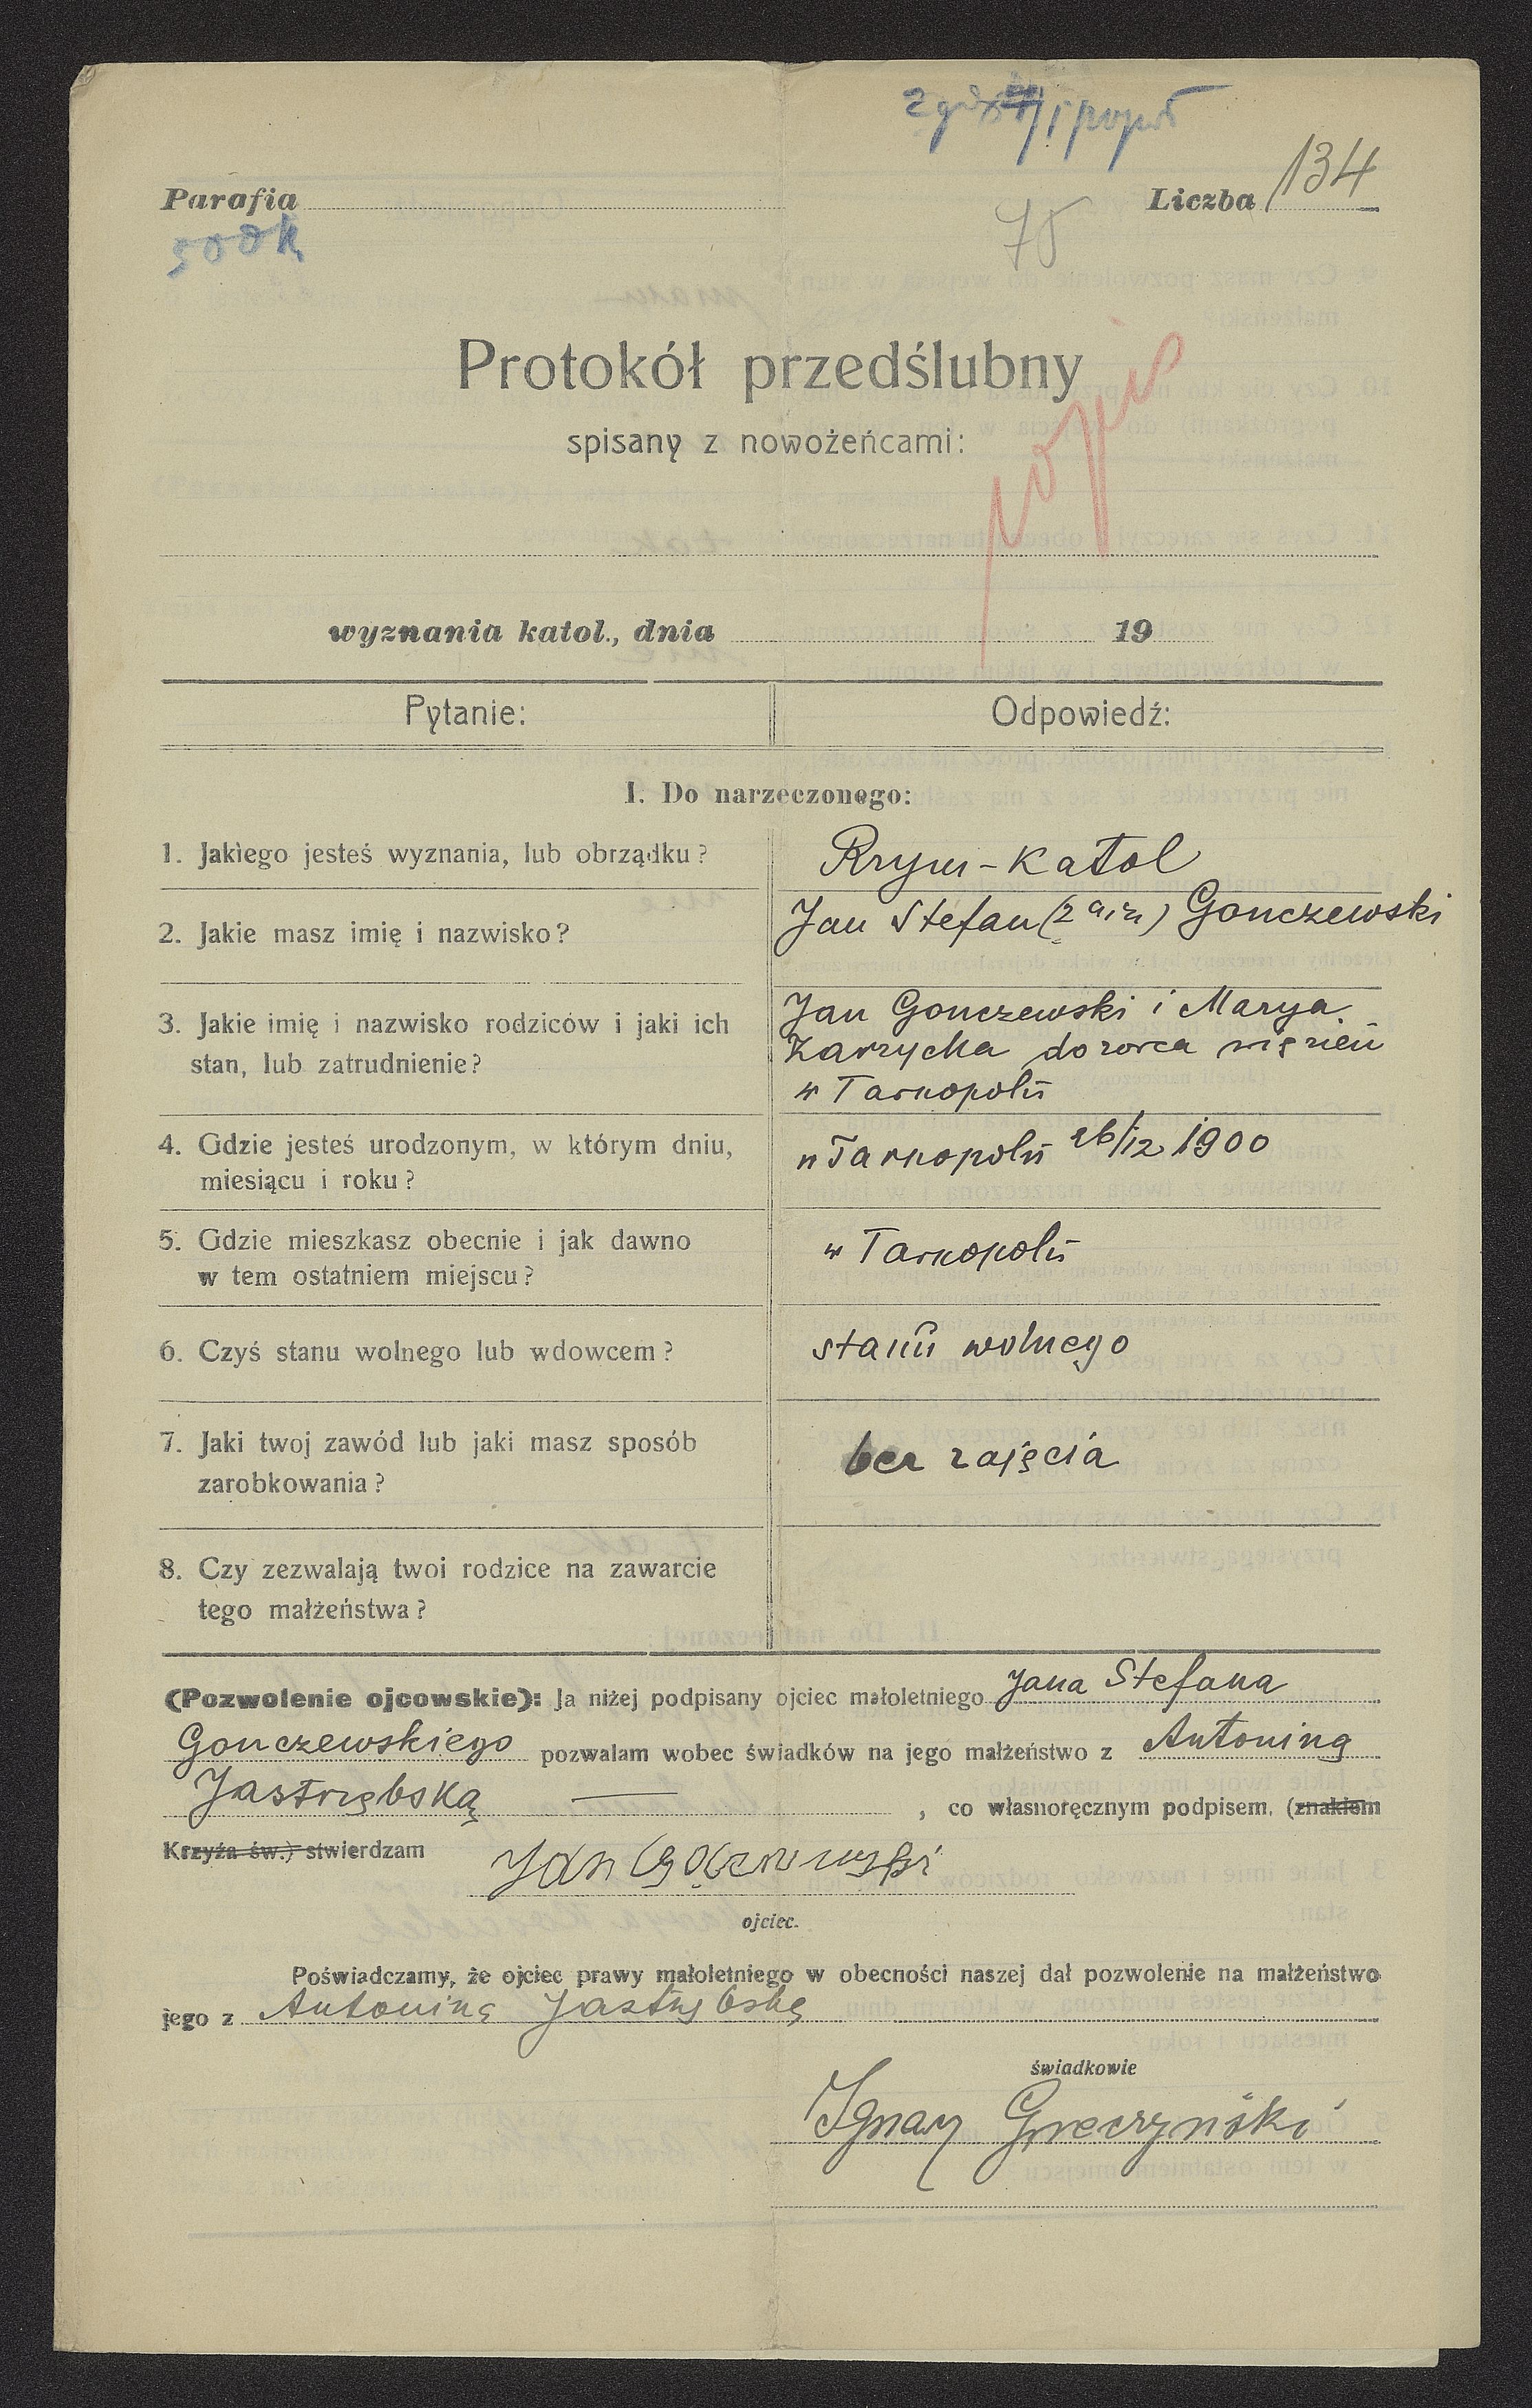 Parafia
Liczba 134
75
Protokół przedślubny
spisany z nowożeńcami:
wyznania katol., dnia 19
Pytanie: Odpowiedź:
I. Do narzeczonego:
1. Jakiego jesteś wyznania, lub obrządku?
Rzym-Katol
2. Jakie masz imię i nazwisko?
Jan Stefan (2 im) Gonczewski
3. Jakie imię i nazwisko rodziców i jaki ich
stan, lub zatrudnienie?
Jan Gonczewski i Marya
Zarzycka dozorca więzień
w Tarnopolu
4. Gdzie jesteś urodzonym, w którym dniu,
miesiącu i roku?
w Tarnopolu 26/12 1900
5. Gdzie mieszkasz obecnie i jak dawno
w tem ostatniem miejscu?
w Tarnopolu
6. Czyś stanu wolnego lub wdowcem?
stanu wolnego
7. Jaki twoj zawód lub jaki masz sposób
zarobkowania?
bez zajęcia
8. Czy zezwalają twoi rodzice na zawarcie
tego małżeństwa?
(Pozwolenie ojcowskie): Ja niżej podpisany ojciec małoletniego Jana Stefana
Gonczewskiego pozwalam wobec świadków na jego małżeństwo z Antoniną
Jastrzębską — , co własnoręcznym podpisem, (znakiem
Krzyża św.) stwierdzam
Jan
ojciec.
Poświadczamy, że ojciec prawy małoletniego w obecności naszej dał pozwolenie na małżeństwo
jego z Antoniną Jastrzębską
świadkowie
Ignacy